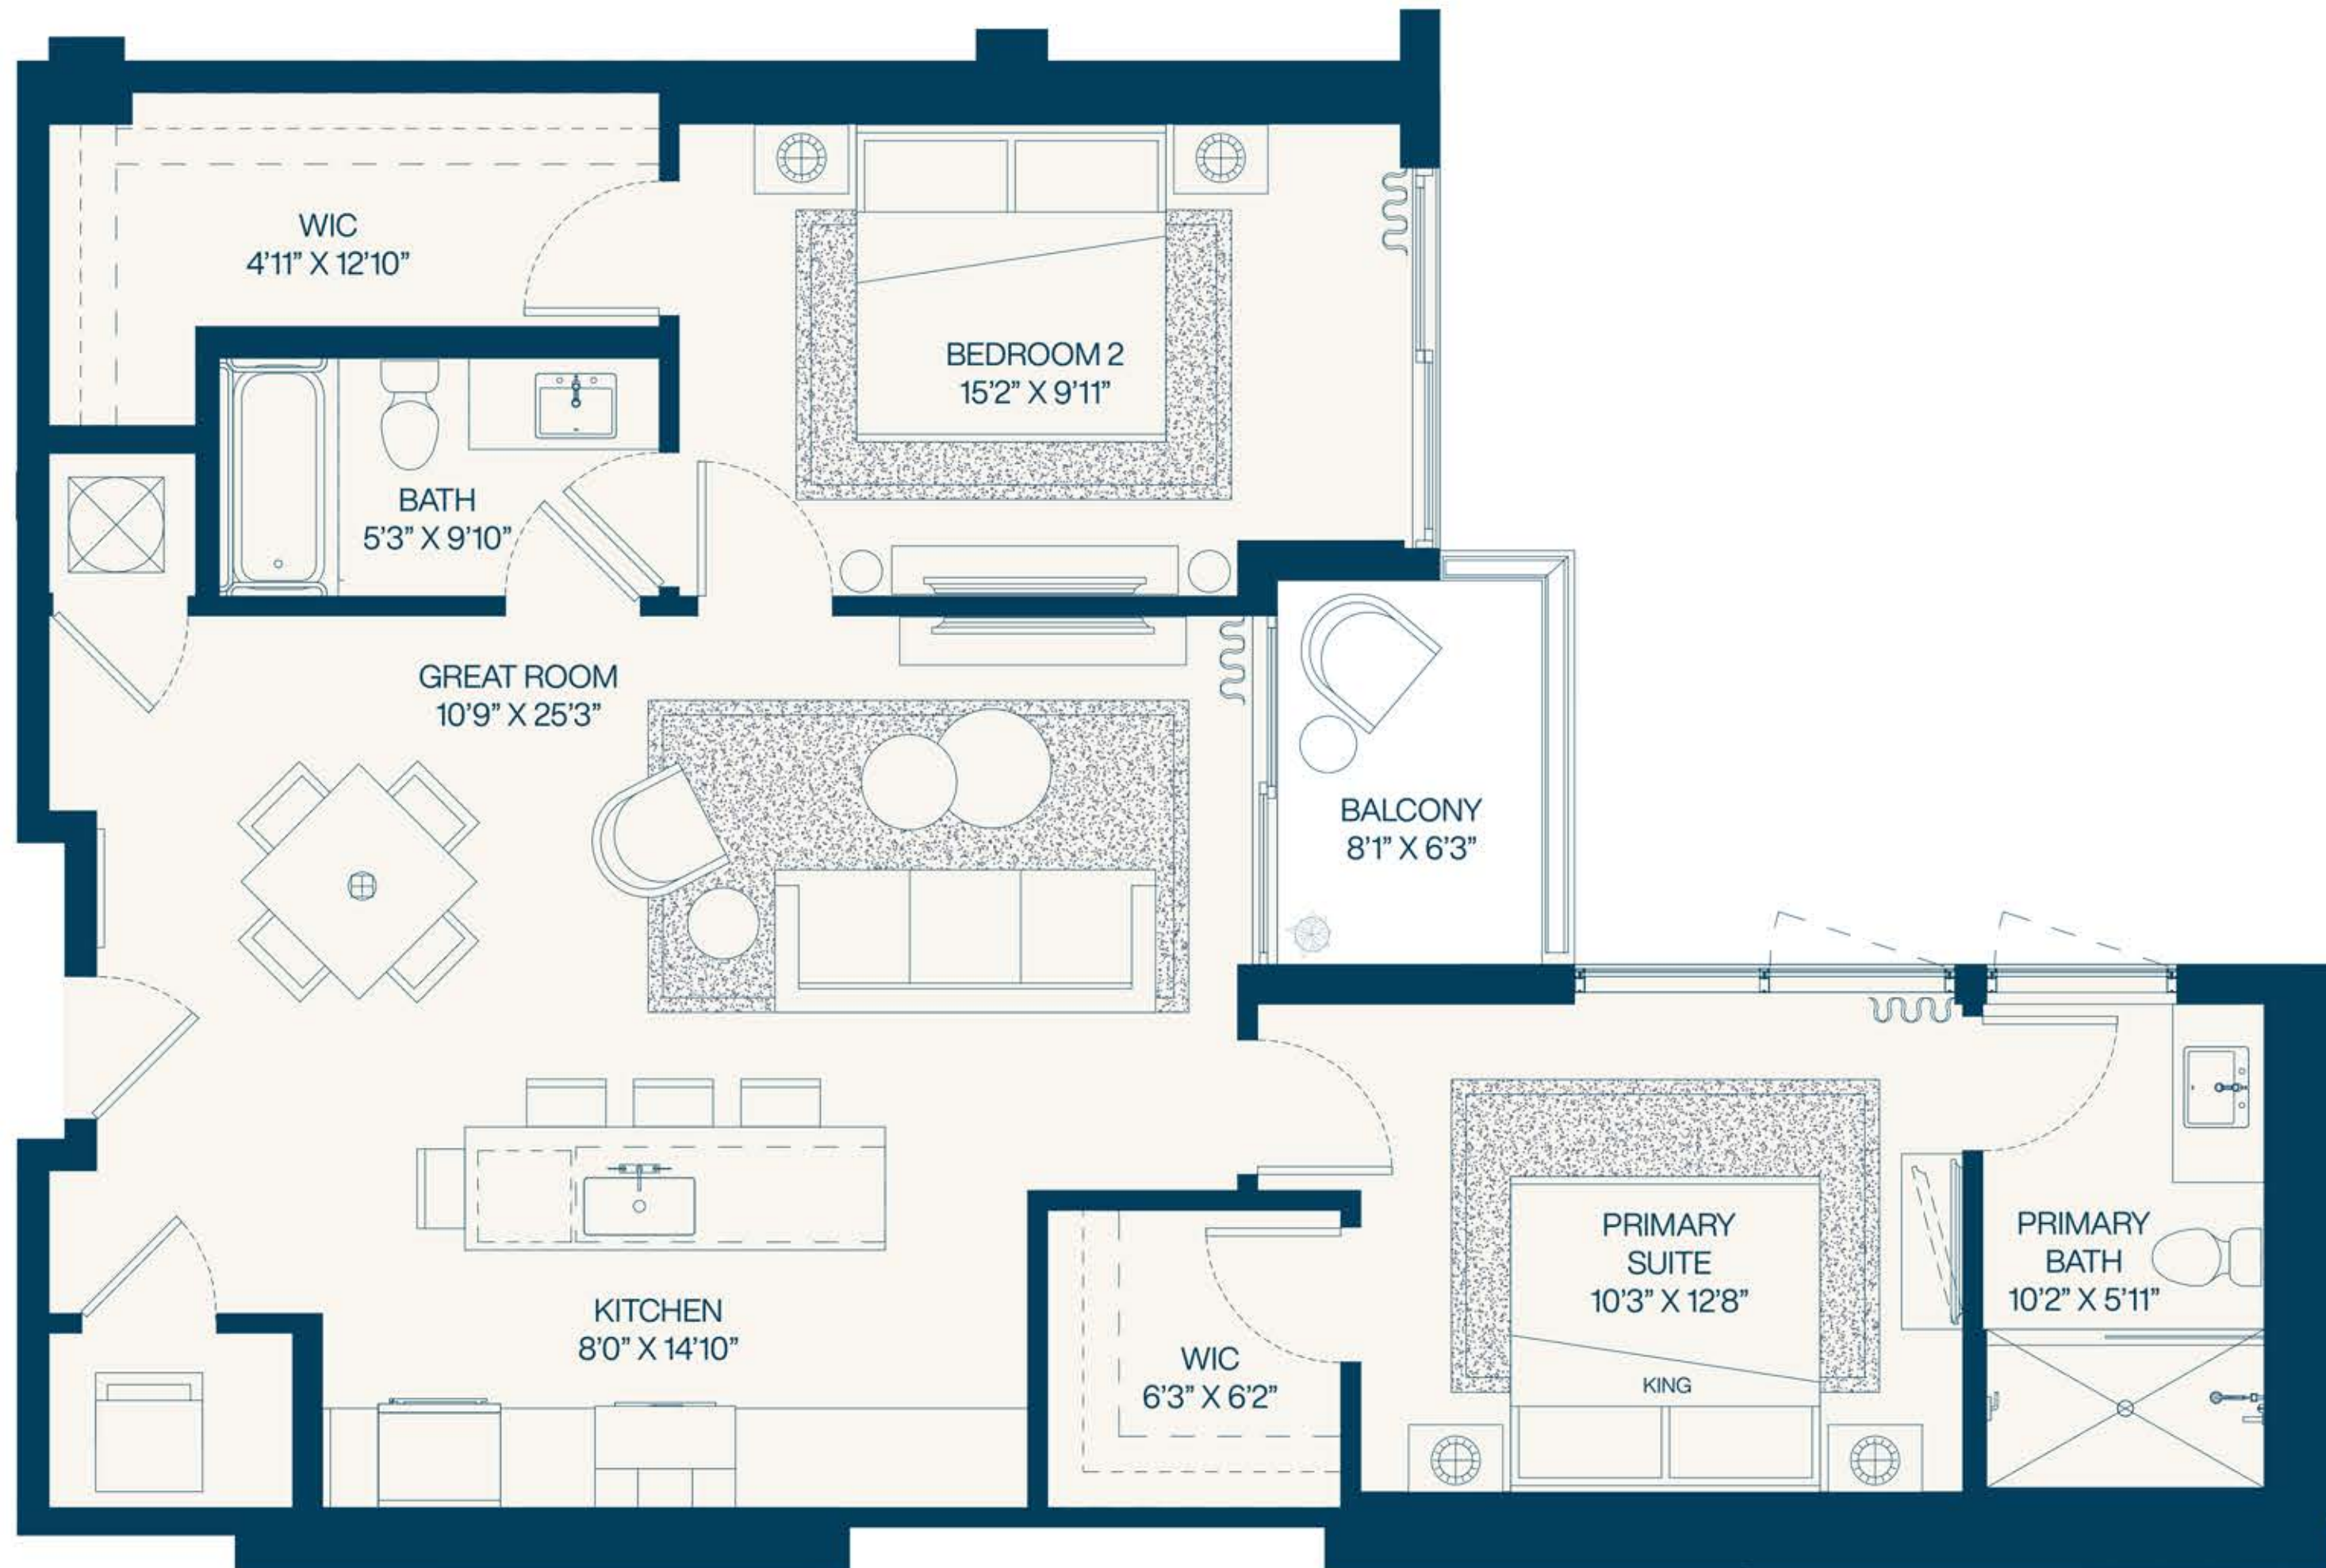 WIC
4'11” X 12'10”
BEDROOM 2
15'2” X 9'11”
BATH
5'3” X 9'10”
GREAT ROOM
10'9” X 25'3”
BALCONY
8'1” X 6'3”
KITCHEN
8'0” X 14'10”
WIC
6'3” X 6'2”
PRIMARY
SUITE
10'3” X 12'8”
KING
PRIMARY
BATH
10'2” X 5'11”